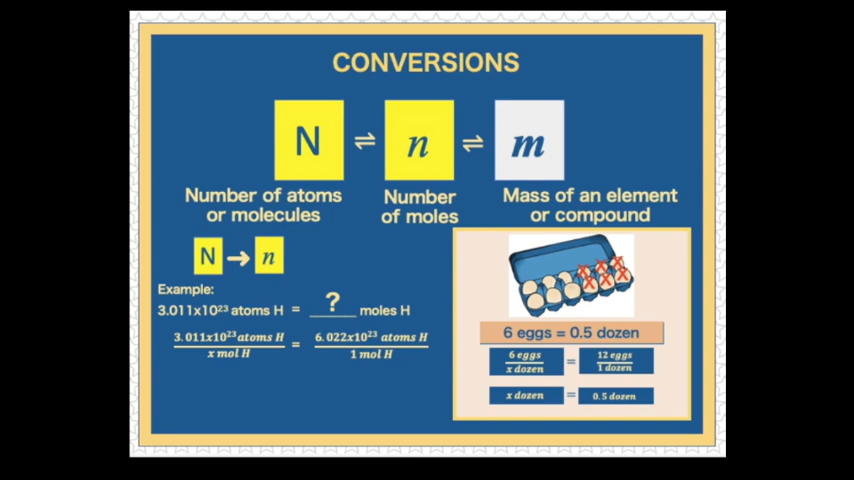 CONVERSIONS
N ⇌ n ⇌ m
Number of atoms
or molecules
Number
of moles
Mass of an element
or compound
N → n
Example:
3.011x10²³ atoms H = ? moles H
3.011x10²³ atoms H / x mol H = 6.022x10²³ atoms H / 1 mol H
6 eggs = 0.5 dozen
6 eggs / x dozen = 12 eggs / 1 dozen
x dozen = 0.5 dozen